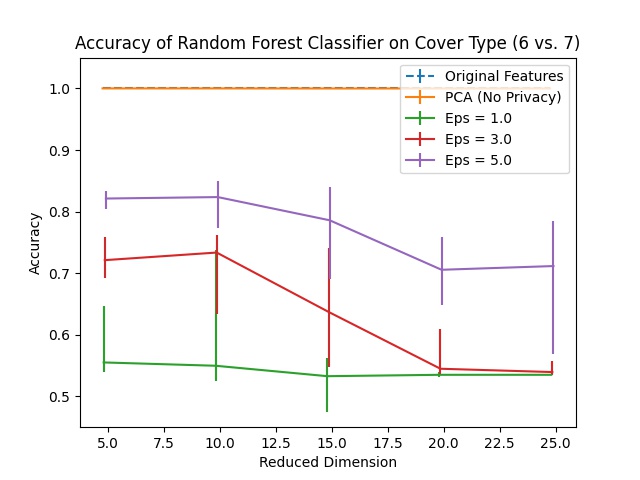 Accuracy of Random Forest Classifier on Cover Type (6 vs. 7)
Original Features
PCA (No Privacy)
Eps = 1.0
Eps = 3.0
Eps = 5.0
Accuracy
1.0
0.9
0.8
0.7
0.6
0.5
5.0 7.5 10.0 12.5 15.0 17.5 20.0 22.5 25.0
Reduced Dimension